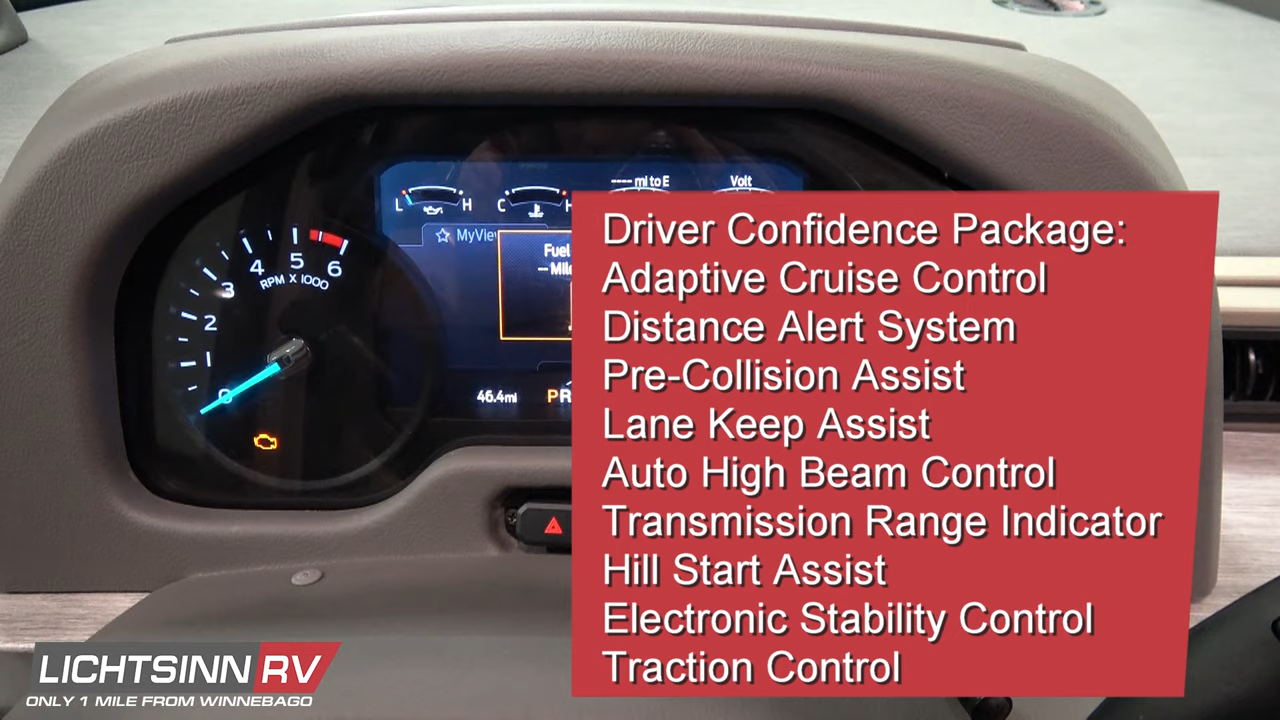 ---- mi to E
Volt
L
H
C
H
MyView
Fuel
-- Mile
0
1
2
3
4
5
6
RPM X 1000
46.4mi
PR
Driver Confidence Package:
Adaptive Cruise Control
Distance Alert System
Pre-Collision Assist
Lane Keep Assist
Auto High Beam Control
Transmission Range Indicator
Hill Start Assist
Electronic Stability Control
Traction Control
LICHTSINN RV
ONLY 1 MILE FROM WINNEBAGO